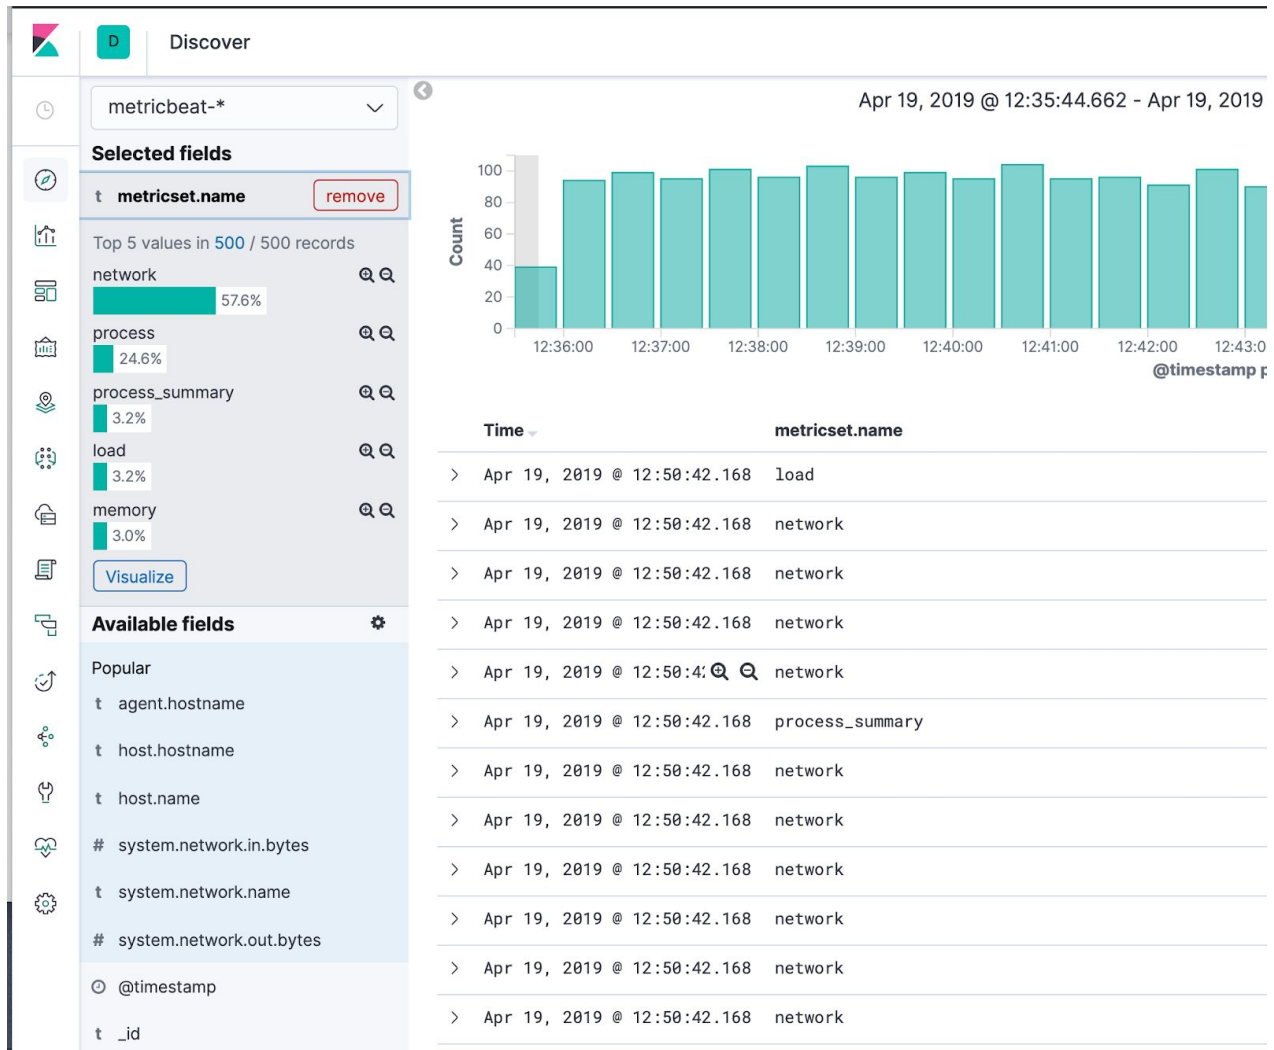 D Discover
metricbeat-*
Selected fields
t metricset.name remove
Top 5 values in 500 / 500 records
network
57.6%
process
24.6%
process_summary
3.2%
load
3.2%
memory
3.0%
Visualize
Available fields
Popular
t agent.hostname
t host.hostname
t host.name
# system.network.in.bytes
t system.network.name
# system.network.out.bytes
@timestamp
t _id
Apr 19, 2019 @ 12:35:44.662 - Apr 19, 2019
Count
100
80
60
40
20
0
12:36:00 12:37:00 12:38:00 12:39:00 12:40:00 12:41:00 12:42:00 12:43:0
@timestamp p
Time metricset.name
Apr 19, 2019 @ 12:50:42.168 load
Apr 19, 2019 @ 12:50:42.168 network
Apr 19, 2019 @ 12:50:42.168 network
Apr 19, 2019 @ 12:50:42.168 network
Apr 19, 2019 @ 12:50:42 network
Apr 19, 2019 @ 12:50:42.168 process_summary
Apr 19, 2019 @ 12:50:42.168 network
Apr 19, 2019 @ 12:50:42.168 network
Apr 19, 2019 @ 12:50:42.168 network
Apr 19, 2019 @ 12:50:42.168 network
Apr 19, 2019 @ 12:50:42.168 network
Apr 19, 2019 @ 12:50:42.168 network